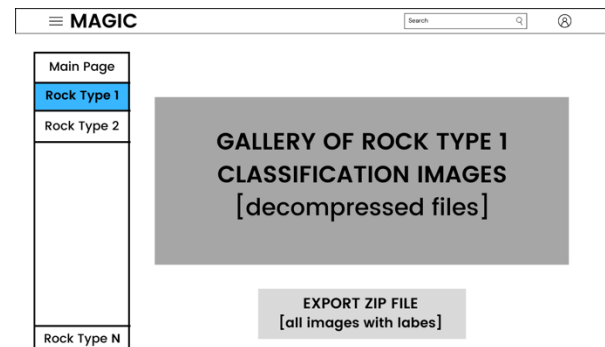 MAGIC
Search
Main Page
Rock Type 1
Rock Type 2
Rock Type N
GALLERY OF ROCK TYPE 1
CLASSIFICATION IMAGES
[decompressed files]
EXPORT ZIP FILE
[all images with labes]